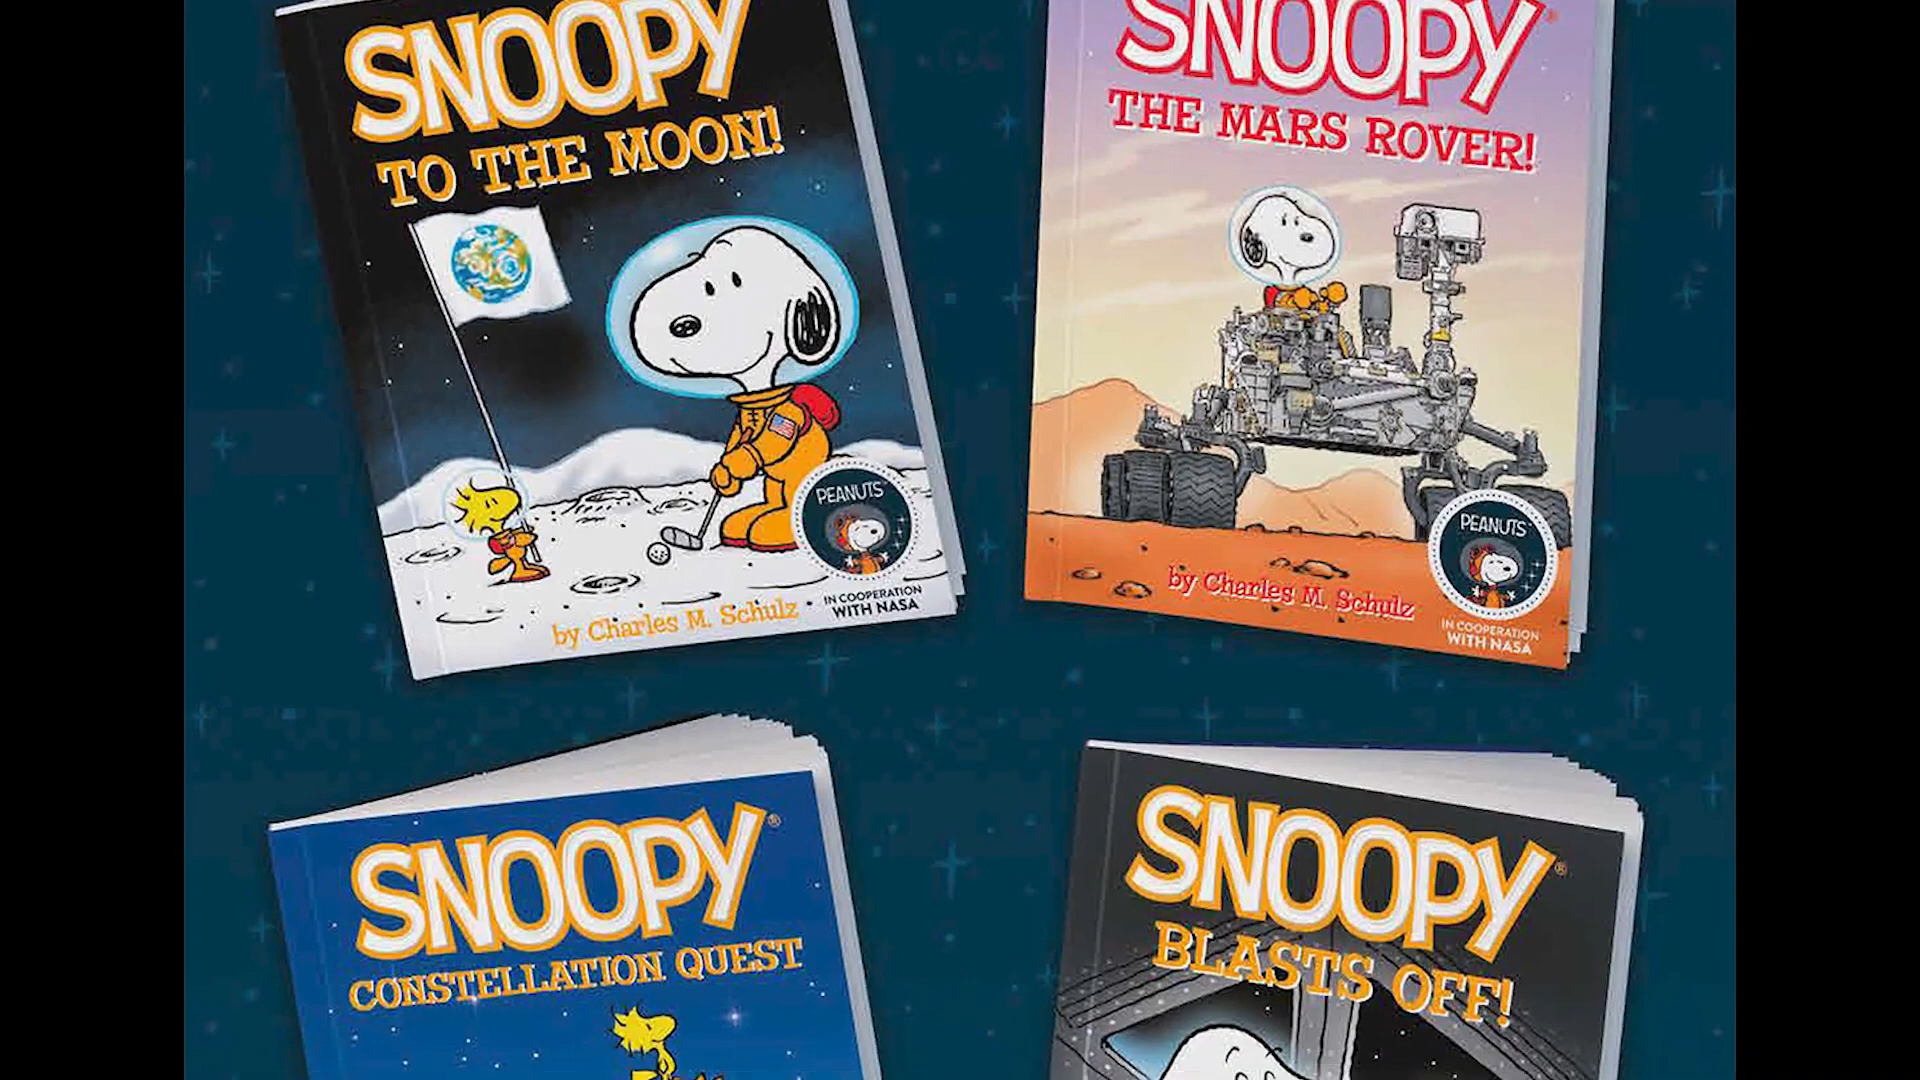 SNOOPY
TO THE MOON!
PEANUTS
by Charles M. Schulz
IN COOPERATION
WITH NASA
SNOOPY®
THE MARS ROVER!
PEANUTS
by Charles M. Schulz
IN COOPERATION
WITH NASA
SNOOPY®
CONSTELLATION QUEST
SNOOPY®
BLASTS OFF!